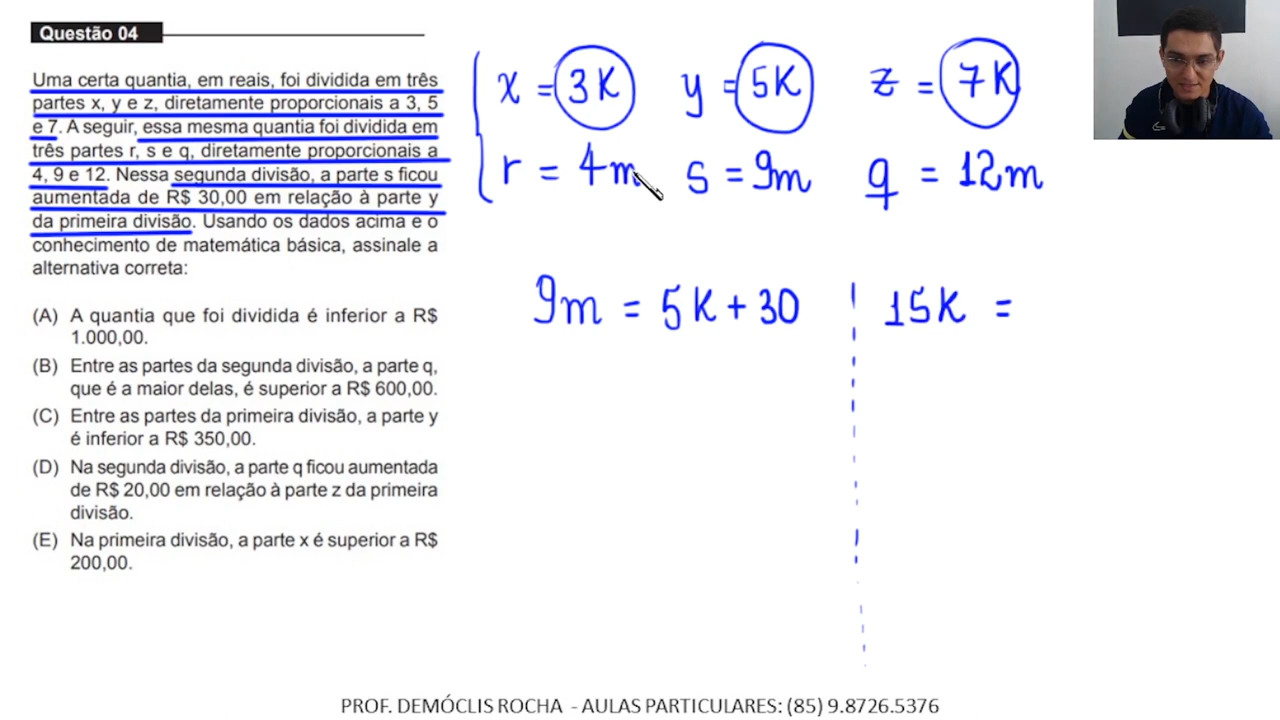 Questão 04
Uma certa quantia, em reais, foi dividida em três
partes x, y e z, diretamente proporcionais a 3, 5
e 7. A seguir, essa mesma quantia foi dividida em
três partes r, s e q, diretamente proporcionais a
4, 9 e 12. Nessa segunda divisão, a parte s ficou
aumentada de R$ 30,00 em relação à parte y
da primeira divisão. Usando os dados acima e o
conhecimento de matemática básica, assinale a
alternativa correta:
(A) A quantia que foi dividida é inferior a R$
1.000,00.
(B) Entre as partes da segunda divisão, a parte q,
que é a maior delas, é superior a R$ 600,00.
(C) Entre as partes da primeira divisão, a parte y
é inferior a R$ 350,00.
(D) Na segunda divisão, a parte q ficou aumentada
de R$ 20,00 em relação à parte z da primeira
divisão.
(E) Na primeira divisão, a parte x é superior a R$
200,00.
x = 3K y = 5K z = 7K
r = 4m s = 9m q = 12m
9m = 5K + 30 15K =
PROF. DEMÓCLIS ROCHA - AULAS PARTICULARES: (85) 9.8726.5376